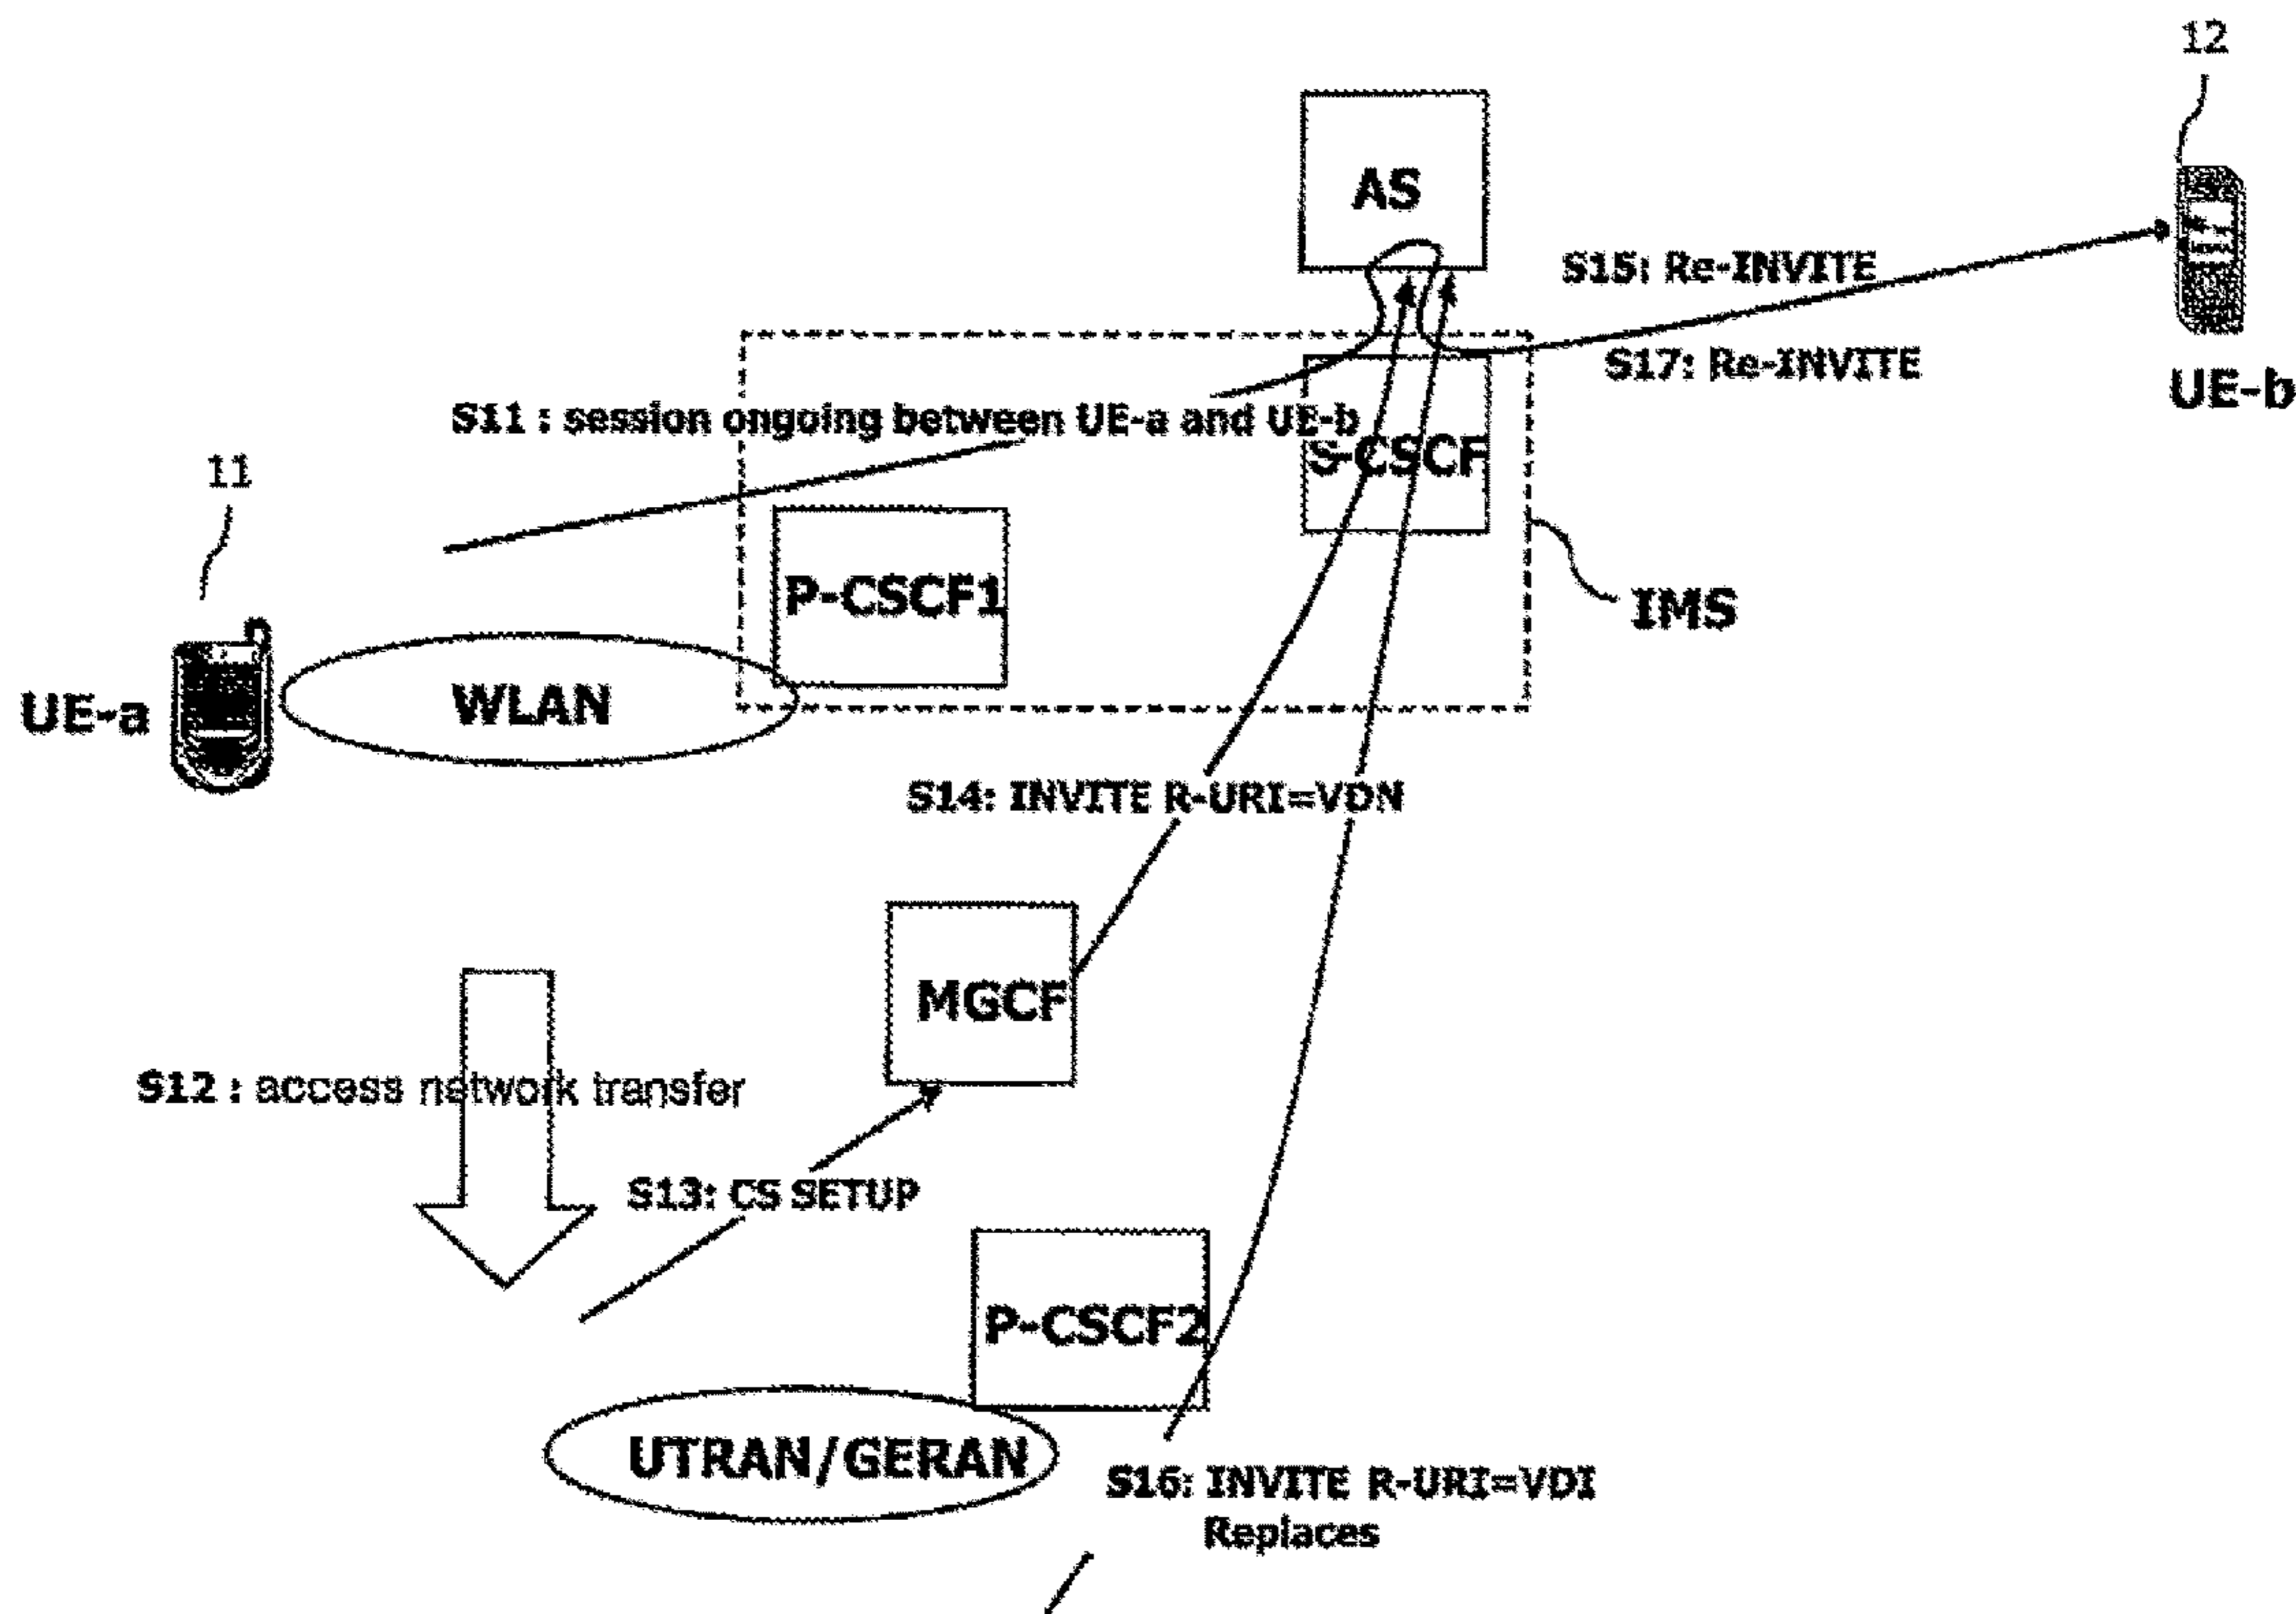 12
AS
S15: Re-INVITE
S17: Re-INVITE
UE-b
S11 : session ongoing between UE-a and UE-b
S-CSCF
11
P-CSCF1
IMS
UE-a
WLAN
S14: INVITE R-URI=VDN
MGCF
S12 : access network transfer
S13: CS SETUP
P-CSCF2
UTRAN/GERAN
S16: INVITE R-URI=VDI
Replaces